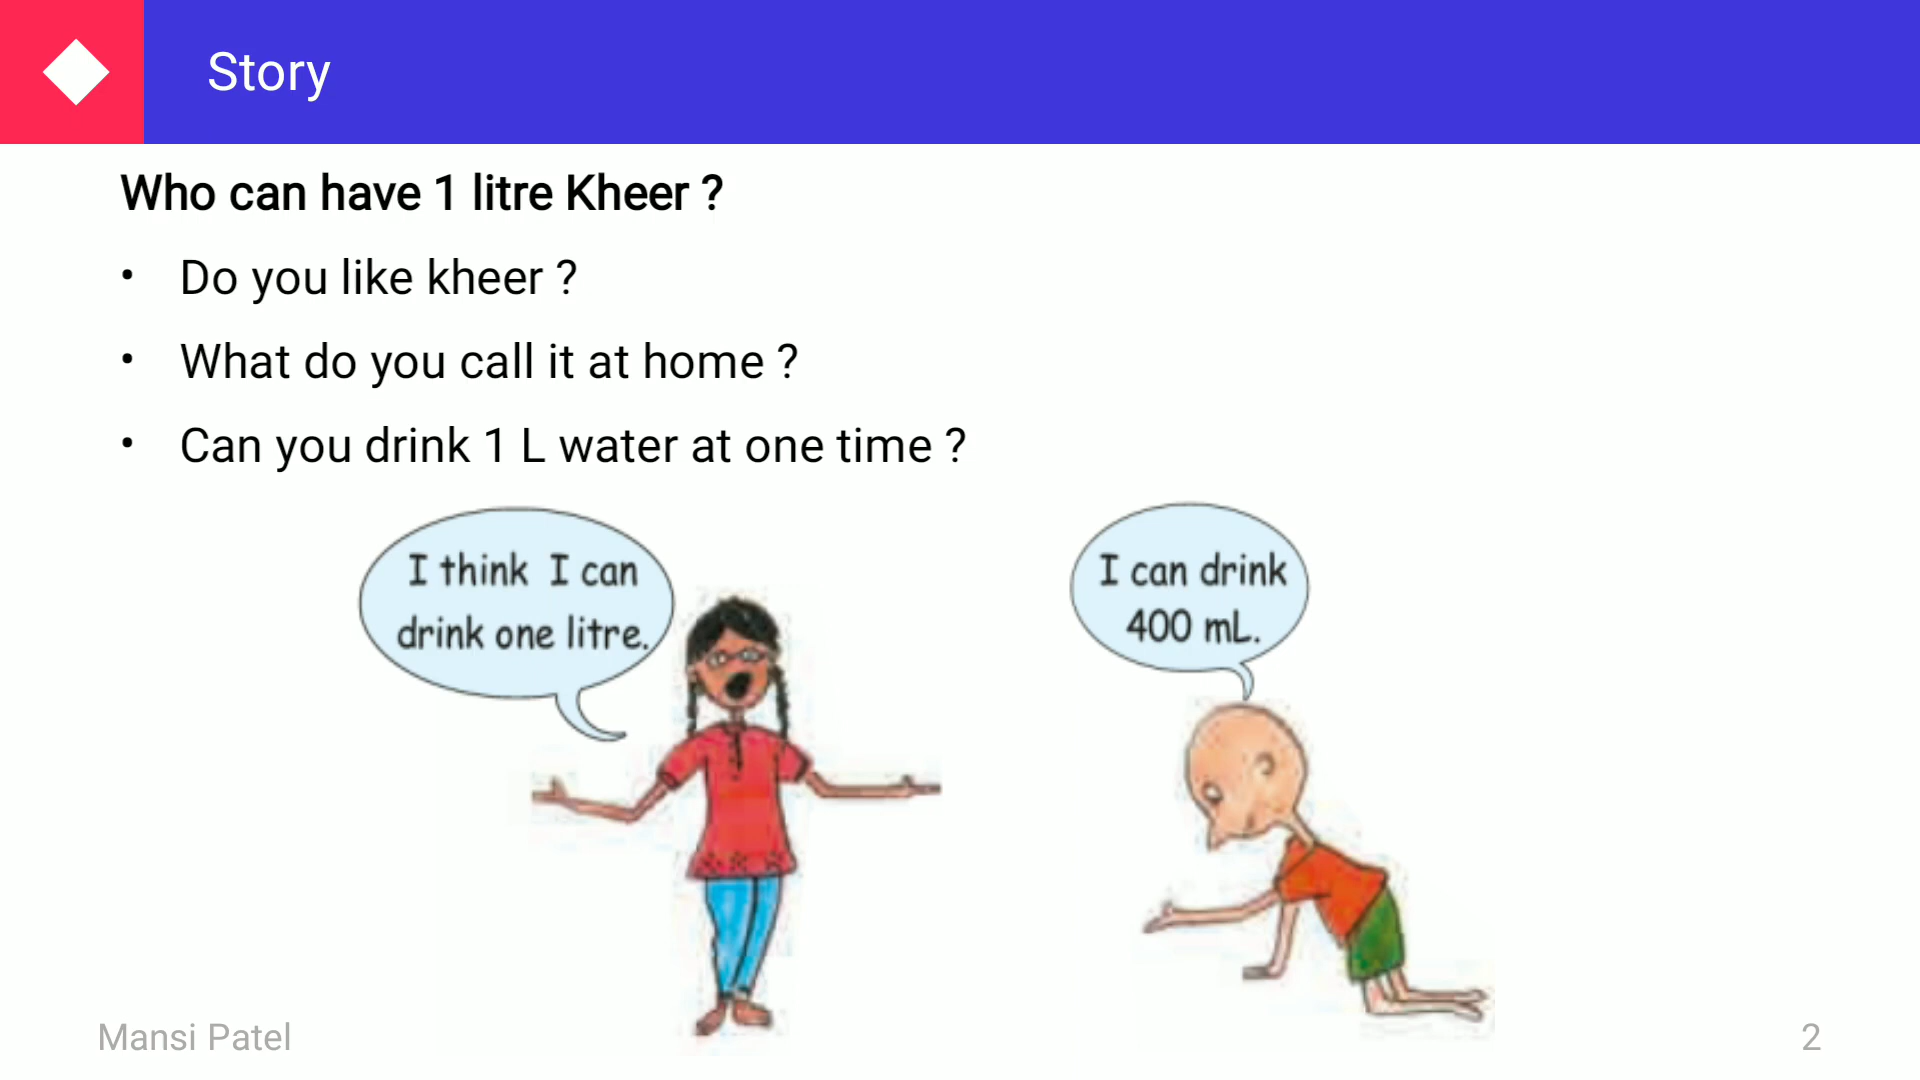 Story
Who can have 1 litre Kheer ?
• Do you like kheer ?
• What do you call it at home ?
• Can you drink 1 L water at one time ?
I think I can
drink one litre.
I can drink
400 mL.
Mansi Patel
2